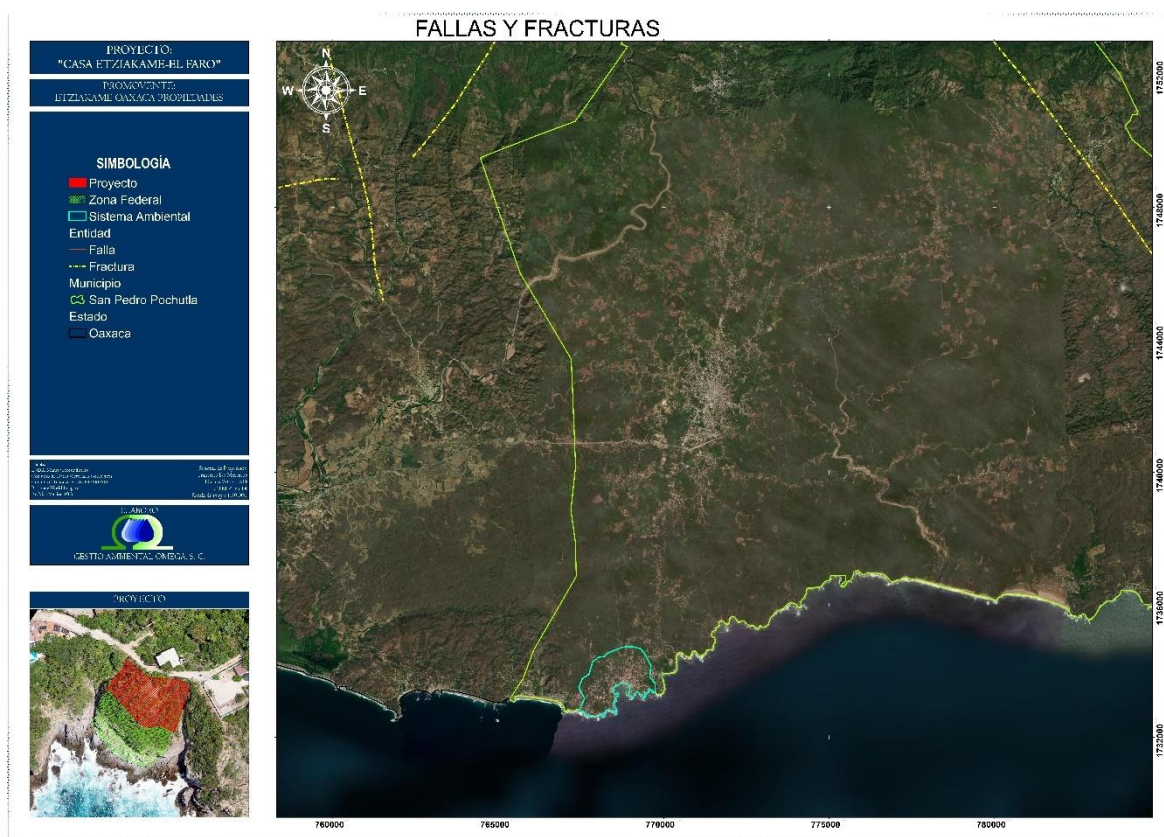 FALLAS Y FRACTURAS
PROYECTO:
"CASA ETZIAKAME-EL FARO"
PROMOVENTE:
ETZIAKAME OAXACA PROPIEDADES
SIMBOLOGÍA
Proyecto
Zona Federal
Sistema Ambiental
Entidad
Falla
Fractura
Municipio
San Pedro Pochutla
Estado
Oaxaca
ELABORO
GESTIO AMBIENTAL OMEGA, S. C.
PROYECTO
N
W E
S
1752000
1748000
1744000
1740000
1736000
1732000
760000 765000 770000 775000 780000